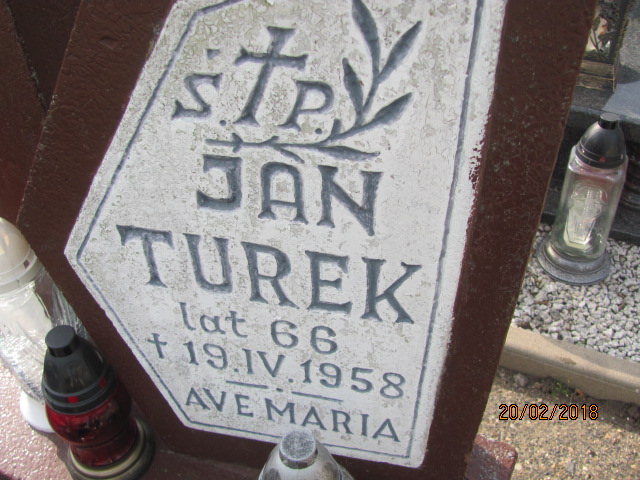 Ś. † P.
JAN
TUREK
lat 66
† 19.IV.1958
AVE MARIA
20/02/2018